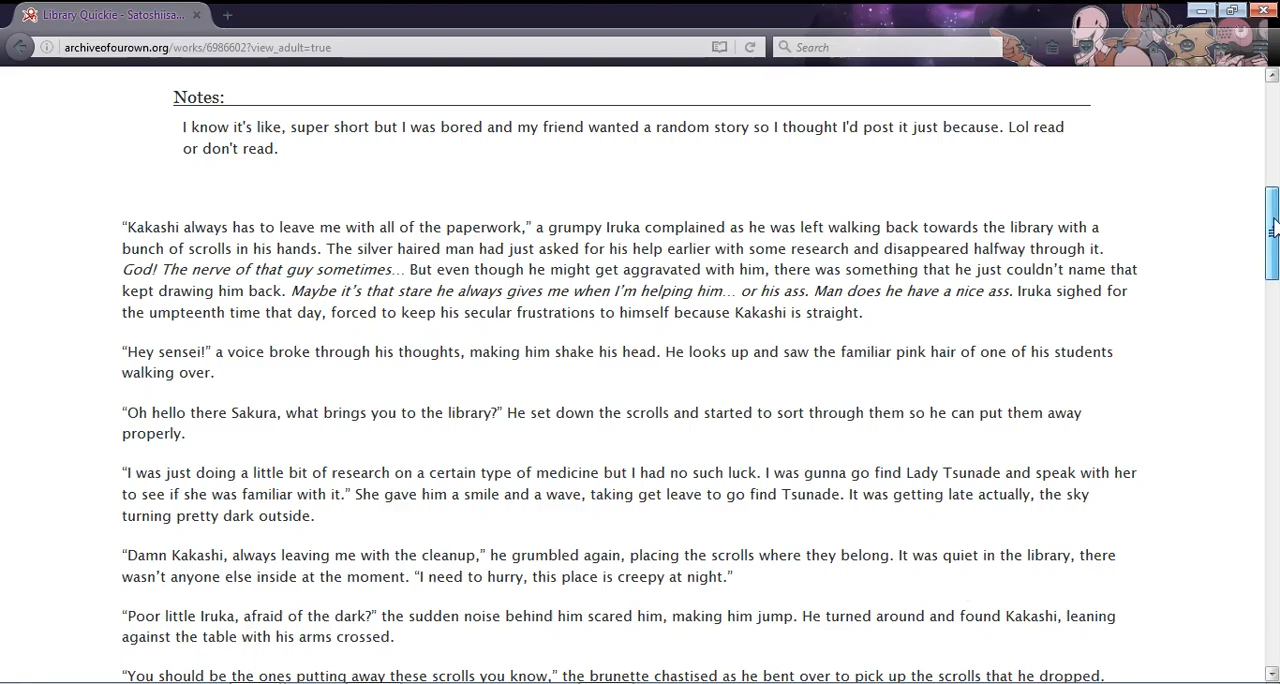 Library Quickie - Satoshiisa...
archiveofourown.org/works/6986602?view_adult=true
Search
Notes:
I know it's like, super short but I was bored and my friend wanted a random story so I thought I'd post it just because. Lol read
or don't read.
“Kakashi always has to leave me with all of the paperwork,” a grumpy Iruka complained as he was left walking back towards the library with a
bunch of scrolls in his hands. The silver haired man had just asked for his help earlier with some research and disappeared halfway through it.
God! The nerve of that guy sometimes… But even though he might get aggravated with him, there was something that he just couldn’t name that
kept drawing him back. Maybe it’s that stare he always gives me when I’m helping him… or his ass. Man does he have a nice ass. Iruka sighed for
the umpteenth time that day, forced to keep his secular frustrations to himself because Kakashi is straight.
“Hey sensei!” a voice broke through his thoughts, making him shake his head. He looks up and saw the familiar pink hair of one of his students
walking over.
“Oh hello there Sakura, what brings you to the library?” He set down the scrolls and started to sort through them so he can put them away
properly.
“I was just doing a little bit of research on a certain type of medicine but I had no such luck. I was gunna go find Lady Tsunade and speak with her
to see if she was familiar with it.” She gave him a smile and a wave, taking get leave to go find Tsunade. It was getting late actually, the sky
turning pretty dark outside.
“Damn Kakashi, always leaving me with the cleanup,” he grumbled again, placing the scrolls where they belong. It was quiet in the library, there
wasn’t anyone else inside at the moment. “I need to hurry, this place is creepy at night.”
“Poor little Iruka, afraid of the dark?” the sudden noise behind him scared him, making him jump. He turned around and found Kakashi, leaning
against the table with his arms crossed.
“You should be the ones putting away these scrolls you know,” the brunette chastised as he bent over to pick up the scrolls that he dropped.